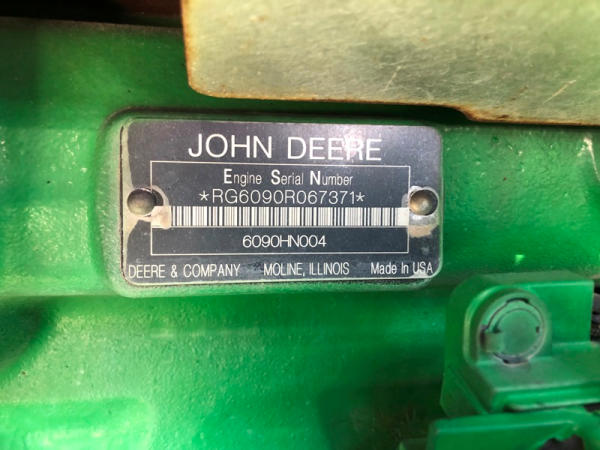 JOHN DEERE
Engine Serial Number
*RG6090R067371*
6090HN004
DEERE & COMPANY MOLINE, ILLINOIS Made In USA